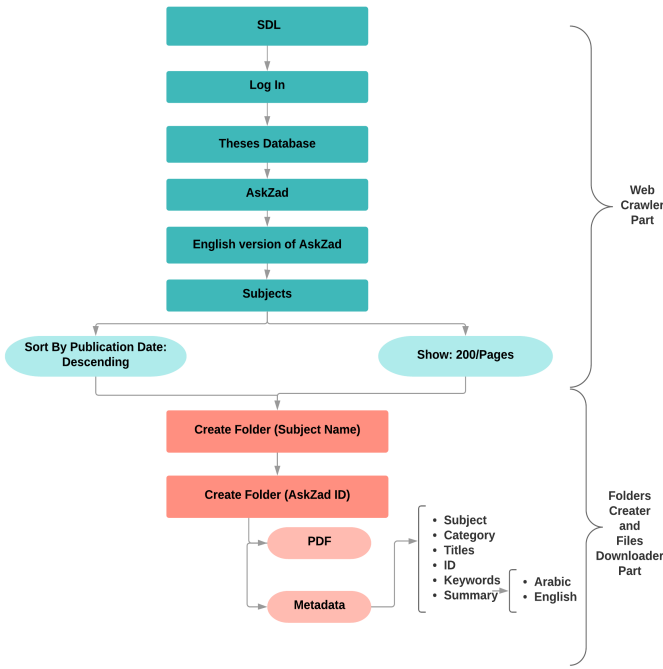 SDL
Log In
Theses Database
AskZad
English version of AskZad
Subjects
Sort By Publication Date:
Descending
Show: 200/Pages
Web
Crawler
Part
Create Folder (Subject Name)
Create Folder (AskZad ID)
PDF
Metadata
• Subject
• Category
• Titles
• ID
• Keywords
• Summary
• Arabic
• English
Folders
Creater
and
Files
Downloader
Part